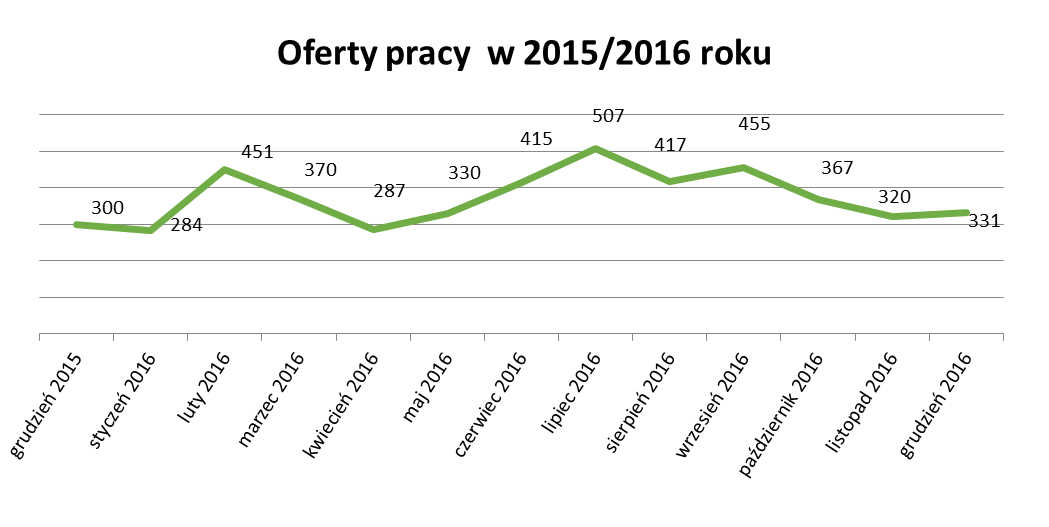 Oferty pracy w 2015/2016 roku
300
284
451
370
287
330
415
507
417
455
367
320
331
grudzień 2015
styczeń 2016
luty 2016
marzec 2016
kwiecień 2016
maj 2016
czerwiec 2016
lipiec 2016
sierpień 2016
wrzesień 2016
październik 2016
listopad 2016
grudzień 2016